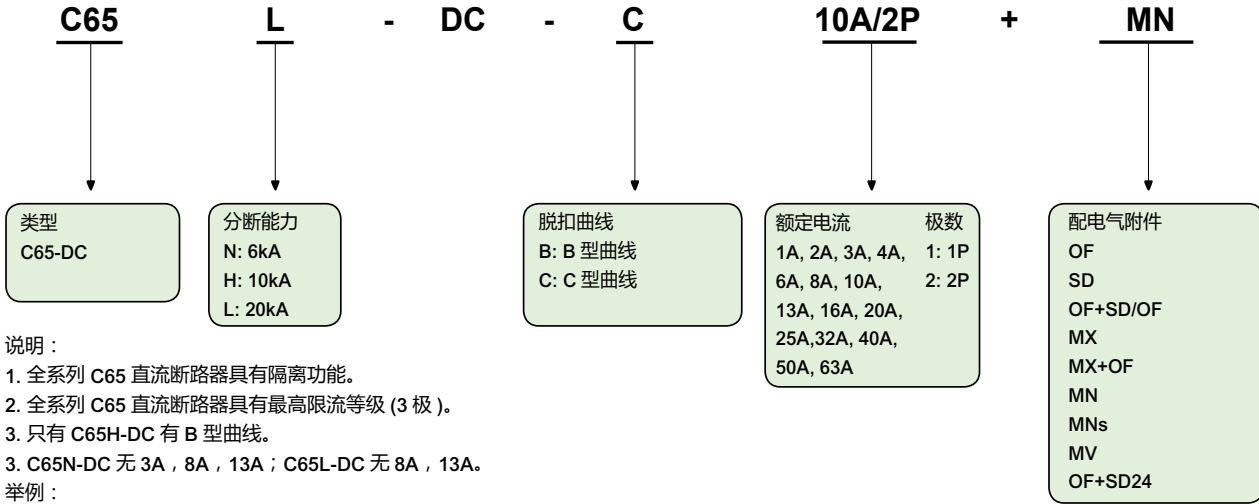 C65 L - DC - C 10A/2P + MN
类型
C65-DC
分断能力
N: 6kA
H: 10kA
L: 20kA
脱扣曲线
B: B 型曲线
C: C 型曲线
额定电流 极数
1A, 2A, 3A, 4A, 1: 1P
6A, 8A, 10A, 2: 2P
13A, 16A, 20A,
25A,32A, 40A,
50A, 63A
配电气附件
OF
SD
OF+SD/OF
MX
MX+OF
MN
MNs
MV
OF+SD24
说明：
1. 全系列 C65 直流断路器具有隔离功能。
2. 全系列 C65 直流断路器具有最高限流等级 (3 极 )。
3. 只有 C65H-DC 有 B 型曲线。
3. C65N-DC 无 3A，8A，13A；C65L-DC 无 8A，13A。
举例：